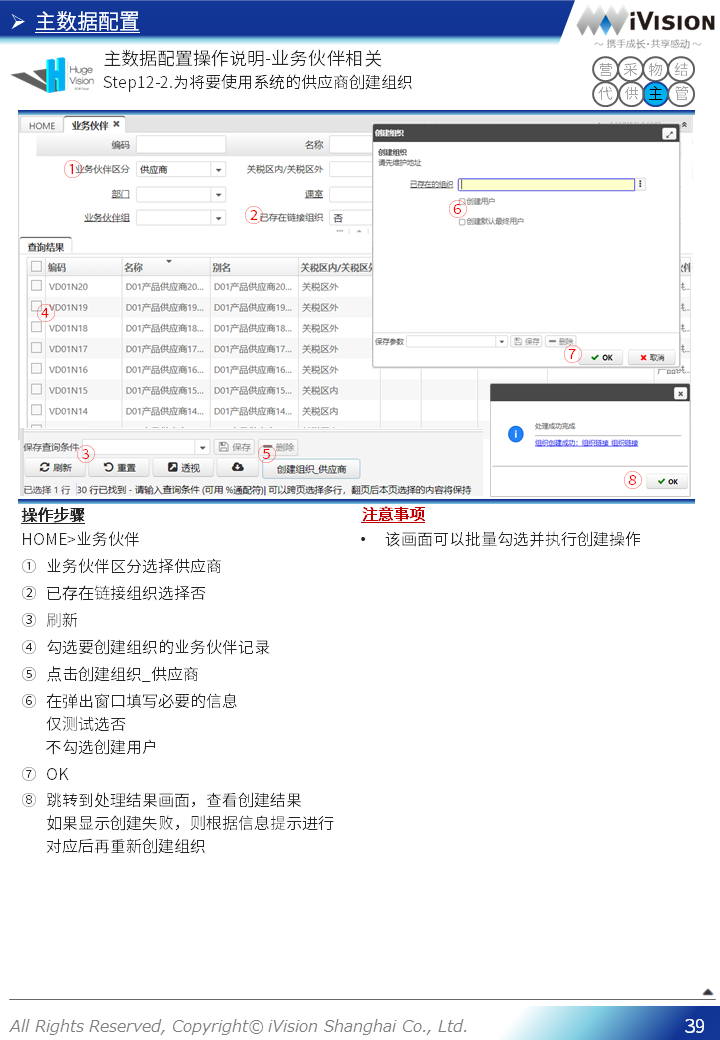 ➢ 主数据配置
iVISION
～ 携手成长·共享感动 ～
Huge
Vision
主数据配置操作说明-业务伙伴相关
Step12-2.为将要使用系统的供应商创建组织
营 采 物 结
代 供 主 管
HOME 业务伙伴
编码 名称
①业务伙伴区分 供应商 关税区内/关税区外
部门 课室
业务伙伴组 ②已存在链接组织 否
查询结果
编码 名称 别名 关税区内/关税区外
VD01N20 D01产品供应商20... D01产品供应商20... 关税区外
④ VD01N19 D01产品供应商19... D01产品供应商19... 关税区外
VD01N18 D01产品供应商18... D01产品供应商18... 关税区外
VD01N17 D01产品供应商17... D01产品供应商17... 关税区外
VD01N16 D01产品供应商16... D01产品供应商16... 关税区外
VD01N15 D01产品供应商15... D01产品供应商15... 关税区内
VD01N14 D01产品供应商14... D01产品供应商14... 关税区内
保存查询条件 保存 删除
③ ⑤
刷新 重置 透视 创建组织_供应商
已选择 1 行 30 行已找到 - 请输入查询条件 (可用 %通配符)| 可以跨页选择多行，翻页后本页选择的内容将保持
创建组织
创建组织
请先维护地址
已存在的组织
⑥ 创建用户
创建默认最终用户
保存参数 保存 删除
⑦ OK 取消
处理成功完成
组织创建成功：组织链接 组织链接
⑧ OK
操作步骤
HOME>业务伙伴
① 业务伙伴区分选择供应商
② 已存在链接组织选择否
③ 刷新
④ 勾选要创建组织的业务伙伴记录
⑤ 点击创建组织_供应商
⑥ 在弹出窗口填写必要的信息
仅测试选否
不勾选创建用户
⑦ OK
⑧ 跳转到处理结果画面，查看创建结果
如果显示创建失败，则根据信息提示进行
对应后再重新创建组织
注意事项
• 该画面可以批量勾选并执行创建操作
All Rights Reserved, Copyright© iVision Shanghai Co., Ltd.
39